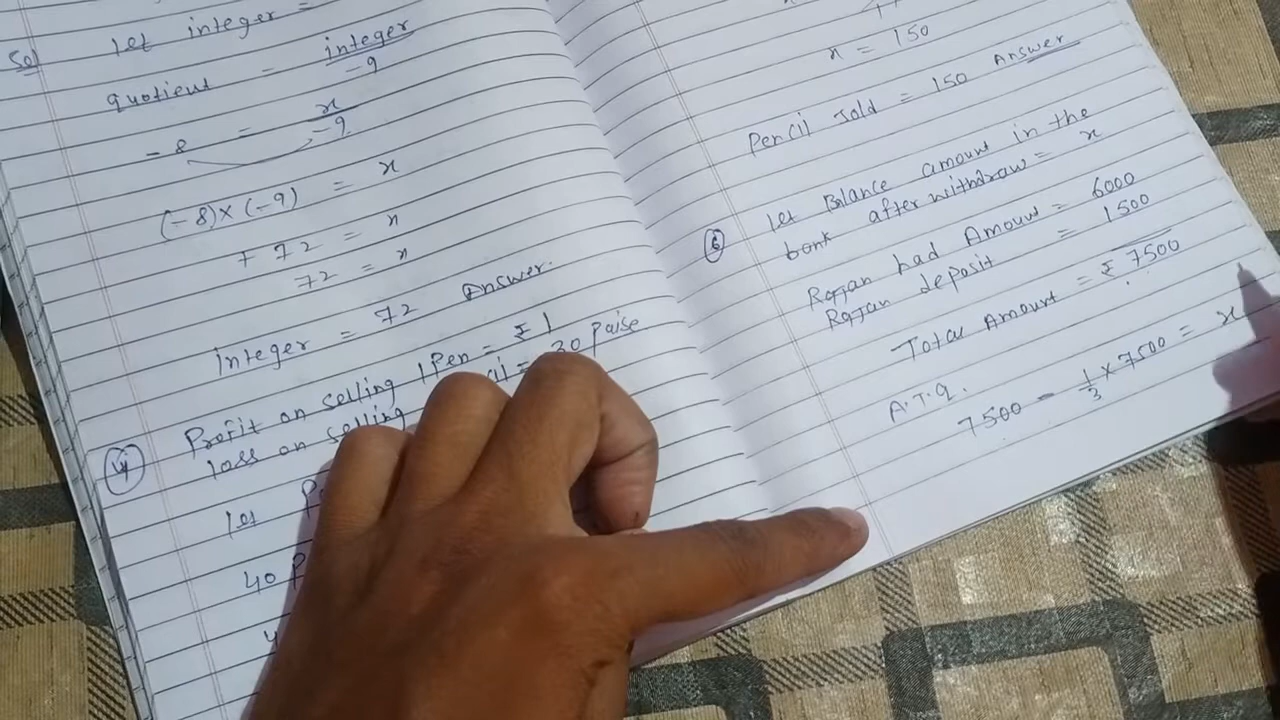 Sol Let integer =
quotient = integer / -9
-8 = x / -9
(-8)×(-9) = x
+ 72 = x
72 = x
Integer = 72 Answer.
4 Profit on selling 1 Pen = ₹ 1
loss on selling = 30 Paise
let
40
x = 150
Pencil sold = 150 Answer
6 let Balance amount in the
bank after withdraw = x
Rajan had Amount = 6000
Rajan deposit = 1500
Total Amount = ₹ 7500
A.T.Q.
7500 - 1/3 × 7500 = x